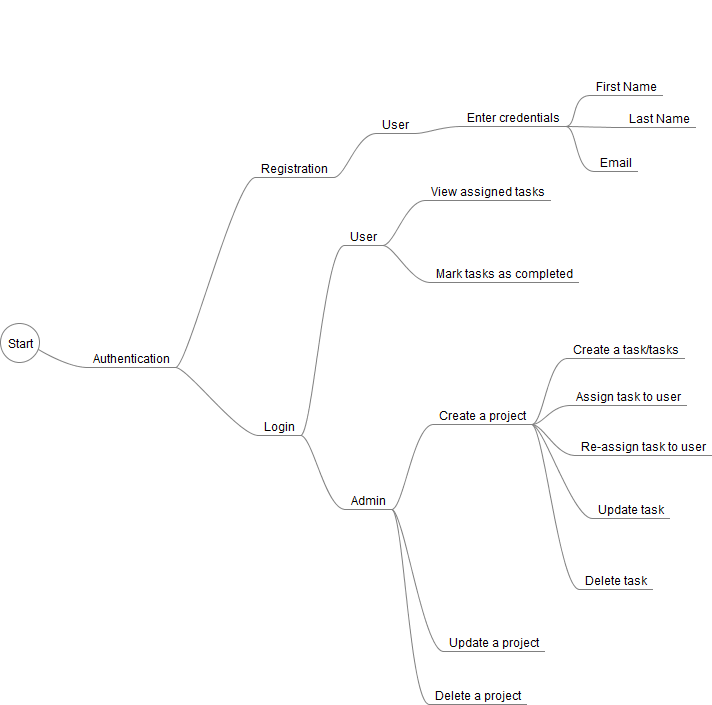 Start
Authentication
Registration
User
Enter credentials
First Name
Last Name
Email
Login
User
View assigned tasks
Mark tasks as completed
Admin
Create a project
Create a task/tasks
Assign task to user
Re-assign task to user
Update task
Delete task
Update a project
Delete a project